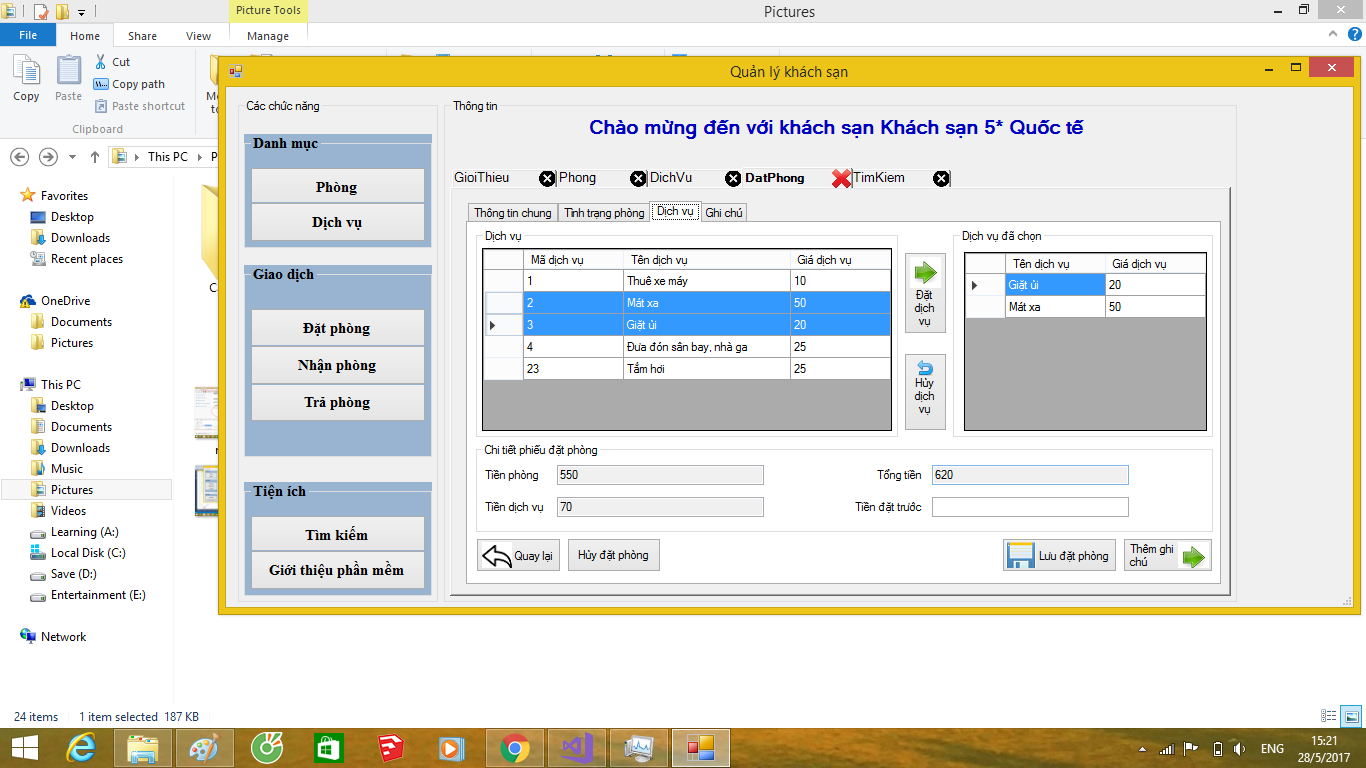 Picture Tools
Pictures
File
Home
Share
View
Manage
Copy
Paste
Cut
Copy path
Paste shortcut
Clipboard
This PC
Favorites
Desktop
Downloads
Recent places
OneDrive
Documents
Pictures
This PC
Desktop
Documents
Downloads
Music
Pictures
Videos
Learning (A:)
Local Disk (C:)
Save (D:)
Entertainment (E:)
Network
24 items 1 item selected 187 KB
Quản lý khách sạn
Các chức năng
Danh mục
Phòng
Dịch vụ
Giao dịch
Đặt phòng
Nhận phòng
Trả phòng
Tiện ích
Tìm kiếm
Giới thiệu phần mềm
Thông tin
Chào mừng đến với khách sạn Khách sạn 5* Quốc tế
GioiThieu Phong DichVu DatPhong TimKiem
Thông tin chung Tình trạng phòng Dịch vụ Ghi chú
Dịch vụ
Mã dịch vụ Tên dịch vụ Giá dịch vụ
1 Thuê xe máy 10
2 Mát xa 50
3 Giặt ủi 20
4 Đưa đón sân bay, nhà ga 25
23 Tắm hơi 25
Đặt
dịch
vụ
Hủy
dịch
vụ
Dịch vụ đã chọn
Tên dịch vụ Giá dịch vụ
Giặt ủi 20
Mát xa 50
Chi tiết phiếu đặt phòng
Tiền phòng 550 Tổng tiền 620
Tiền dịch vụ 70 Tiền đặt trước
Quay lại
Hủy đặt phòng
Lưu đặt phòng
Thêm ghi
chú
ENG
15:21
28/5/2017